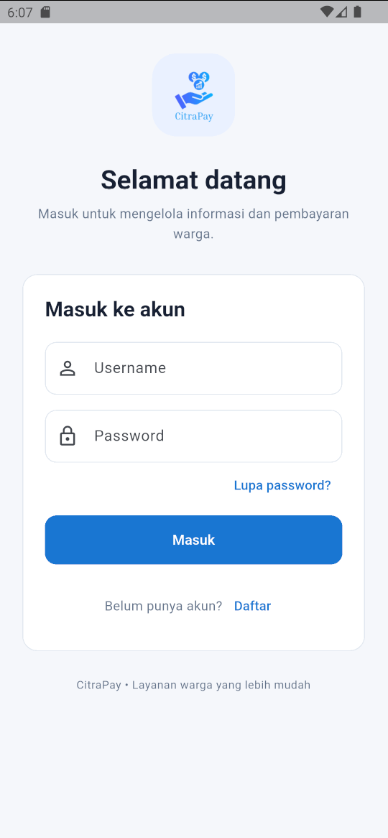 6:07
CitraPay
Selamat datang
Masuk untuk mengelola informasi dan pembayaran
warga.
Masuk ke akun
Username
Password
Lupa password?
Masuk
Belum punya akun? Daftar
CitraPay • Layanan warga yang lebih mudah